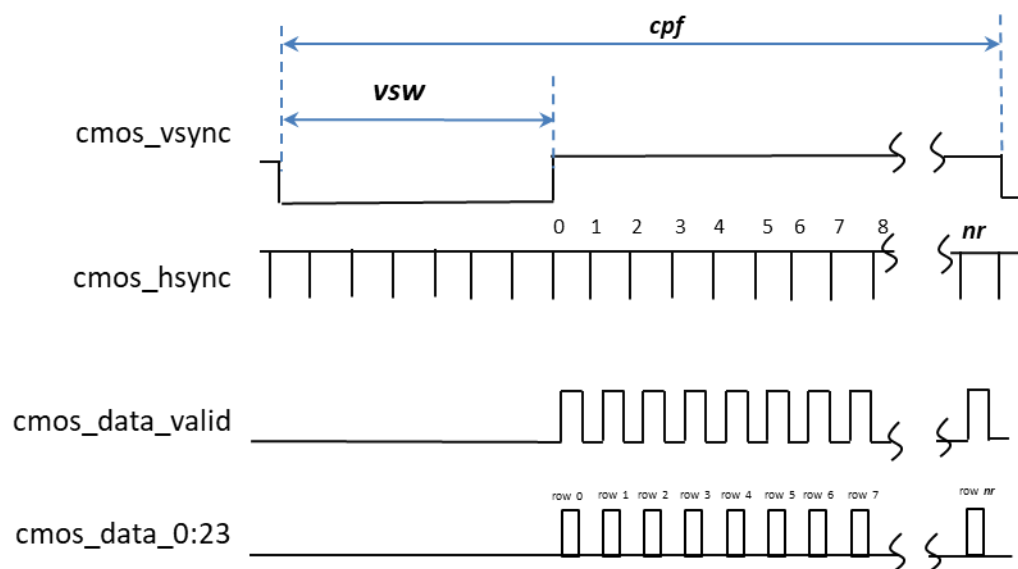 cpf
vsw
cmos_vsync
0 1 2 3 4 5 6 7 8 nr
cmos_hsync
cmos_data_valid
row 0 row 1 row 2 row 3 row 4 row 5 row 6 row 7 row nr
cmos_data_0:23